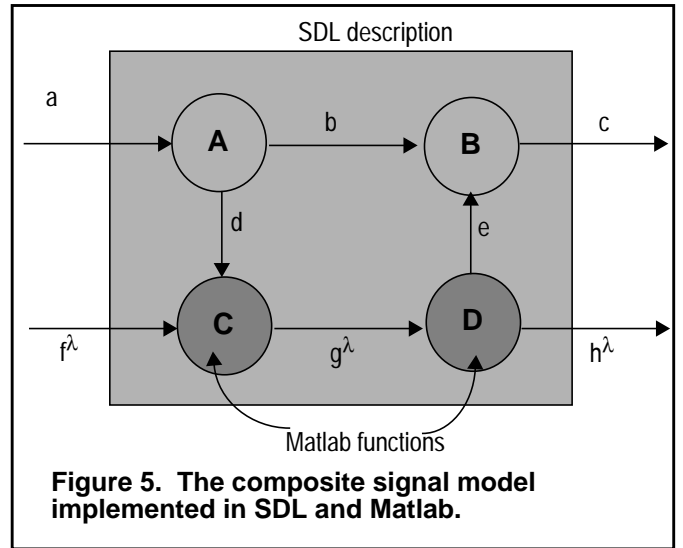 SDL description
a
A
b
B
c
d
e
f^λ
C
g^λ
D
h^λ
Matlab functions
Figure 5. The composite signal model
implemented in SDL and Matlab.